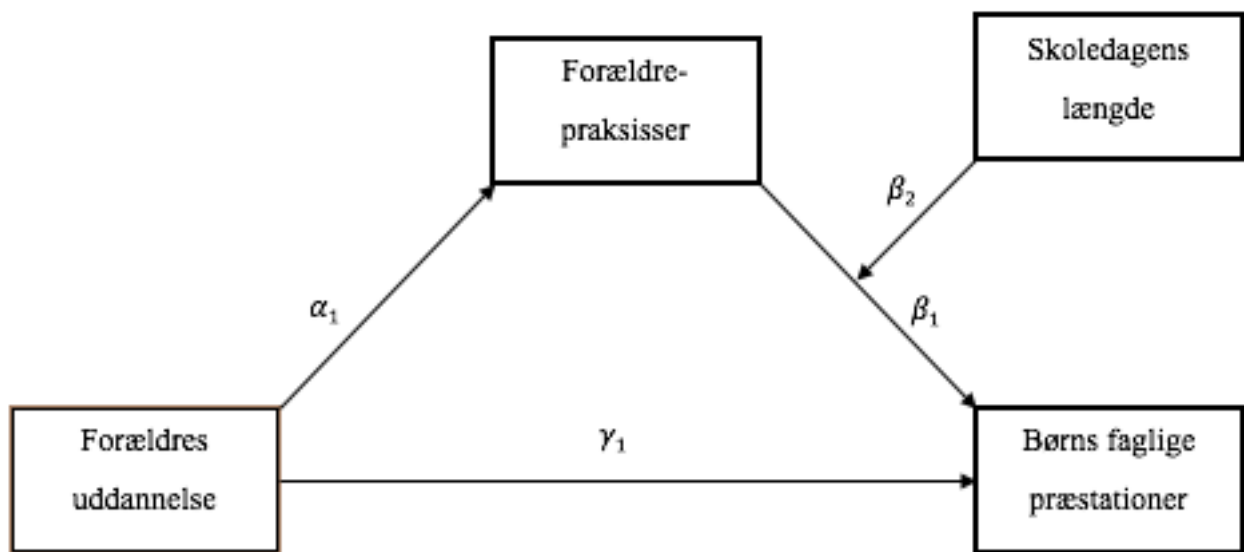 Forældre-
praksisser
Skoledagens
længde
β₂
α₁
β₁
Forældres
uddannelse
γ₁
Børns faglige
præstationer